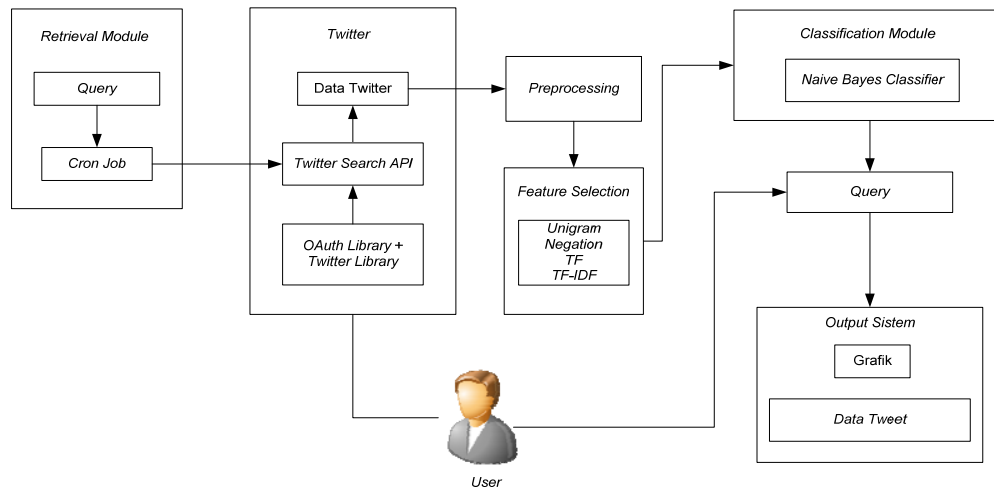 Retrieval Module
Query
Cron Job
Twitter
Data Twitter
Twitter Search API
OAuth Library +
Twitter Library
Preprocessing
Feature Selection
Unigram
Negation
TF
TF-IDF
Classification Module
Naive Bayes Classifier
Query
Output Sistem
Grafik
Data Tweet
User